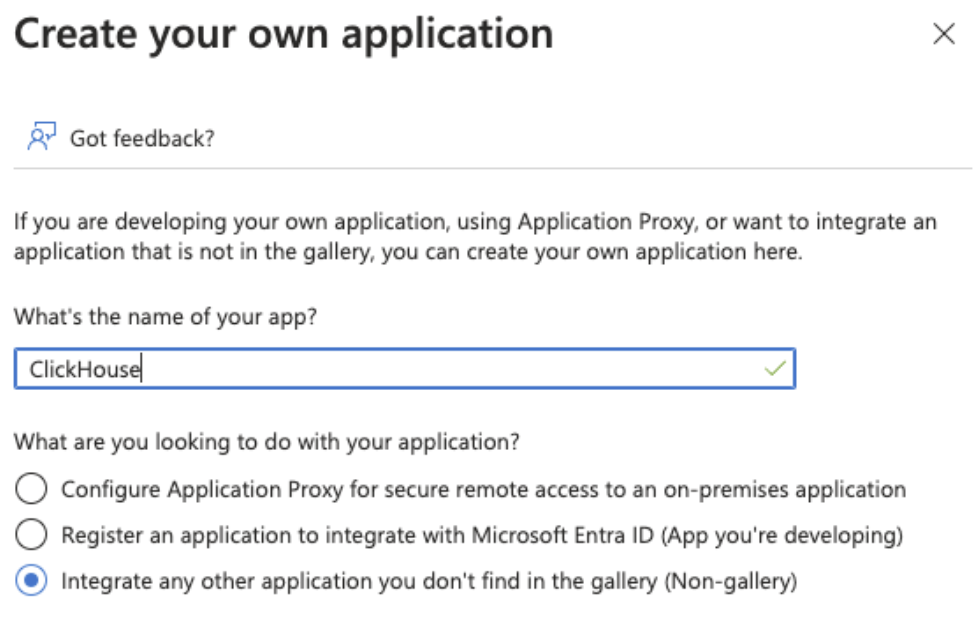 Create your own application
Got feedback?
If you are developing your own application, using Application Proxy, or want to integrate an
application that is not in the gallery, you can create your own application here.
What's the name of your app?
ClickHouse
What are you looking to do with your application?
Configure Application Proxy for secure remote access to an on-premises application
Register an application to integrate with Microsoft Entra ID (App you're developing)
Integrate any other application you don't find in the gallery (Non-gallery)